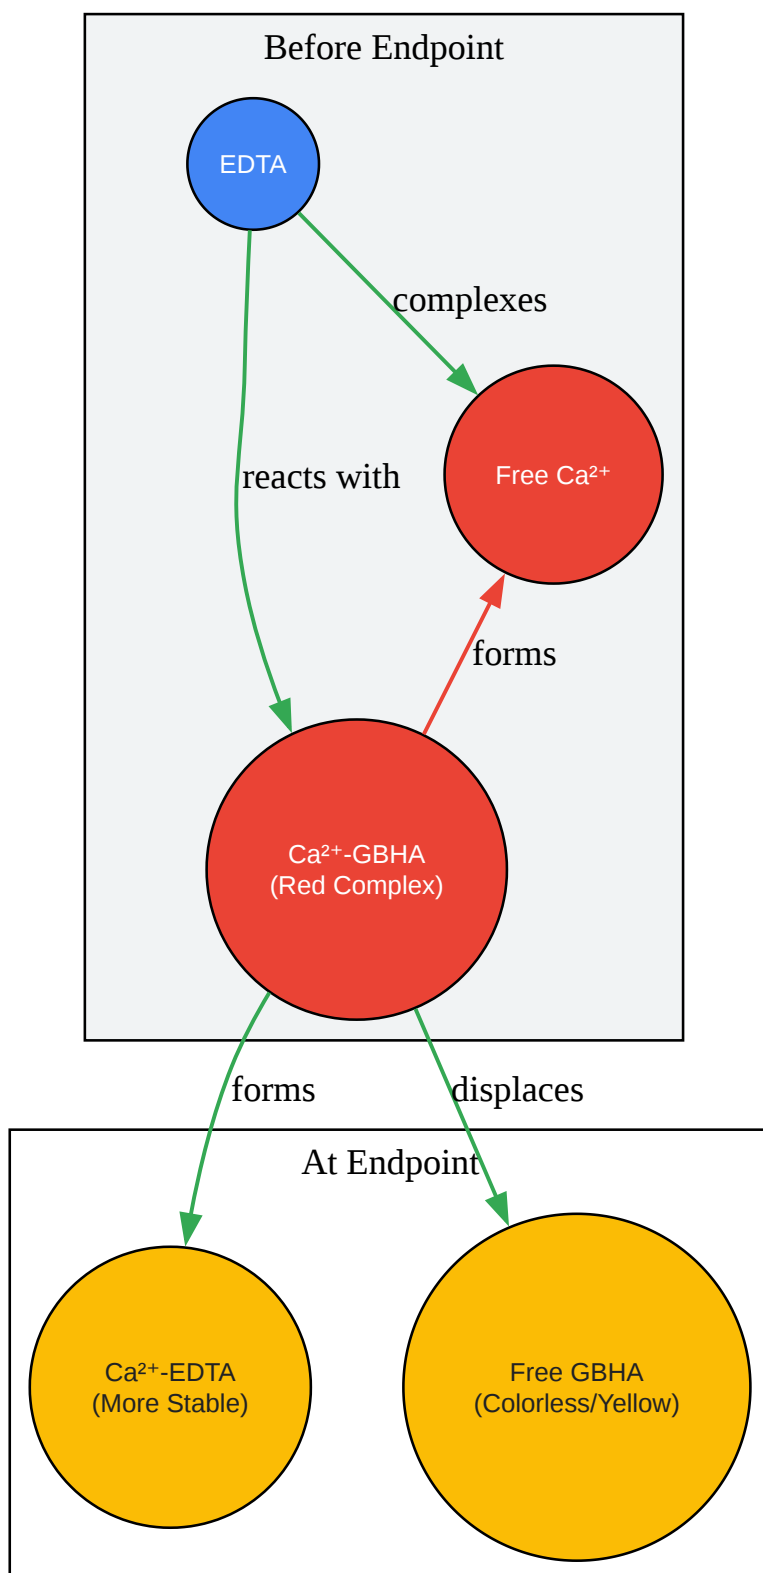 Before Endpoint
EDTA
complexes
Free Ca²⁺
reacts with
forms
Ca²⁺-GBHA
(Red Complex)
forms
displaces
At Endpoint
Ca²⁺-EDTA
(More Stable)
Free GBHA
(Colorless/Yellow)